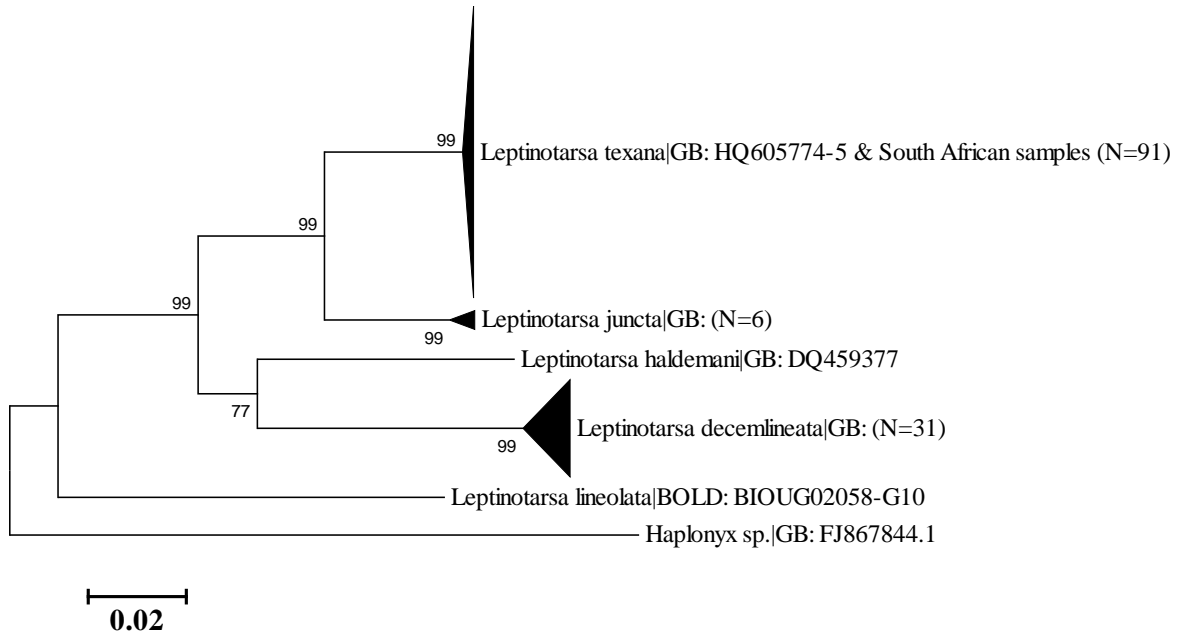 99
Leptinotarsa texana|GB: HQ605774-5 & South African samples (N=91)
99
99
Leptinotarsa juncta|GB: (N=6)
99
Leptinotarsa haldemani|GB: DQ459377
77
Leptinotarsa decemlineata|GB: (N=31)
99
Leptinotarsa lineolata|BOLD: BIOUG02058-G10
Haplonyx sp.|GB: FJ867844.1
0.02